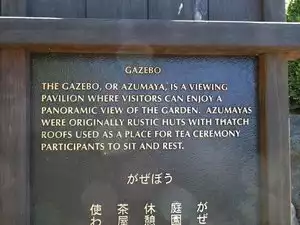 GAZEBO
THE GAZEBO, OR AZUMAYA, IS A VIEWING
PAVILION WHERE VISITORS CAN ENJOY A
PANORAMIC VIEW OF THE GARDEN. AZUMAYAS
WERE ORIGINALLY RUSTIC HUTS WITH THATCH
ROOFS USED AS A PLACE FOR TEA CEREMONY
PARTICIPANTS TO SIT AND REST.
がぜぼう
がぜ
庭園
休憩
茶屋
使わ